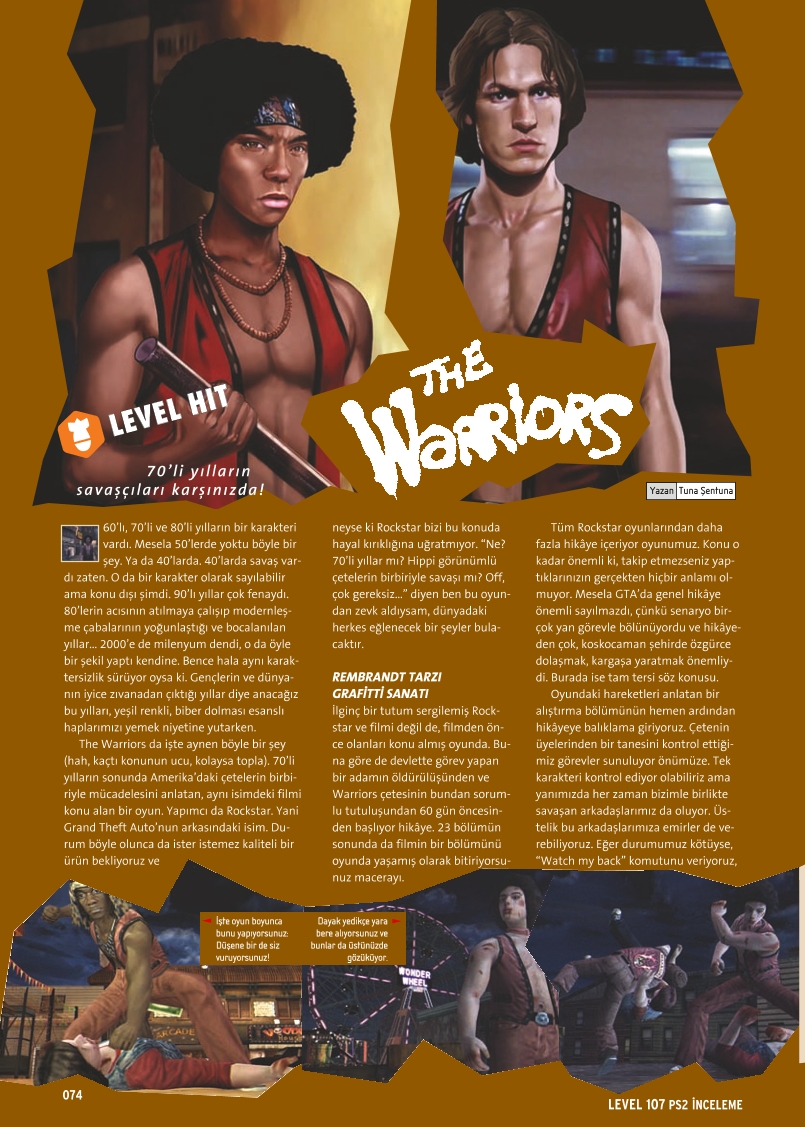 THE
WARRIORS
LEVEL HIT
70'li yılların
savaşçıları karşınızda!
Yazan Tuna Şentuna
60'lı, 70'li ve 80'li yılların bir karakteri
vardı. Mesela 50'lerde yoktu böyle bir
şey. Ya da 40'larda. 40'larda savaş var-
dı zaten. O da bir karakter olarak sayılabilir
ama konu dışı şimdi. 90'lı yıllar çok fenaydı.
80'lerin acısının atılmaya çalışıp modernleş-
me çabalarının yoğunlaştığı ve bocalanılan
yıllar... 2000'e de milenyum dendi, o da öyle
bir şekil yaptı kendine. Bence hala aynı karak-
tersizlik sürüyor oysa ki. Gençlerin ve dünya-
nın iyice zıvanadan çıktığı yıllar diye anacağız
bu yılları, yeşil renkli, biber dolması esanslı
haplarımızı yemek niyetine yutarken.
The Warriors da işte aynen böyle bir şey
(hah, kaçtı konunun ucu, kolaysa topla). 70'li
yılların sonunda Amerika'daki çetelerin birbi-
riyle mücadelesini anlatan, aynı isimdeki filmi
konu alan bir oyun. Yapımcı da Rockstar. Yani
Grand Theft Auto'nun arkasındaki isim. Du-
rum böyle olunca da ister istemez kaliteli bir
ürün bekliyoruz ve
neyse ki Rockstar bizi bu konuda
hayal kırıklığına uğratmıyor. "Ne?
70'li yıllar mı? Hippi görünümlü
çetelerin birbiriyle savaşı mı? Off,
çok gereksiz..." diyen ben bu oyun-
dan zevk aldıysam, dünyadaki
herkes eğlenecek bir şeyler bula-
caktır.
REMBRANDT TARZI
GRAFİTTİ SANATI
İlginç bir tutum sergilemiş Rock-
star ve filmi değil de, filmden ön-
ce olanları konu almış oyunda. Bu-
na göre de devlette görev yapan
bir adamın öldürülüşünden ve
Warriors çetesinin bundan sorum-
lu tutuluşundan 60 gün öncesin-
den başlıyor hikâye. 23 bölümün
sonunda da filmin bir bölümünü
oyunda yaşamış olarak bitiriyorsu-
nuz macerayı.
Tüm Rockstar oyunlarından daha
fazla hikâye içeriyor oyunumuz. Konu o
kadar önemli ki, takip etmezseniz yap-
tıklarınızın gerçekten hiçbir anlamı ol-
muyor. Mesela GTA'da genel hikâye
önemli sayılmazdı, çünkü senaryo bir-
çok yan görevle bölünüyordu ve hikâye-
den çok, koskocaman şehirde özgürce
dolaşmak, kargaşa yaratmak önemliy-
di. Burada ise tam tersi söz konusu.
Oyundaki hareketleri anlatan bir
alıştırma bölümünün hemen ardından
hikâyeye balıklama giriyoruz. Çetenin
üyelerinden bir tanesini kontrol ettiği-
miz görevler sunuluyor önümüze. Tek
karakteri kontrol ediyor olabiliriz ama
yanımızda her zaman bizimle birlikte
savaşan arkadaşlarımız da oluyor. Üs-
telik bu arkadaşlarımıza emirler de ve-
rebiliyoruz. Eğer durumumuz kötüyse,
"Watch my back" komutunu veriyoruz,
İşte oyun boyunca
bunu yapıyorsunuz:
Düşene bir de siz
vuruyorsunuz!
Dayak yedikçe yara
bere alıyorsunuz ve
bunlar da üstünüzde
gözüküyor.
WONDER
WHEEL
ARCADE
074
LEVEL 107 PS2 İNCELEME